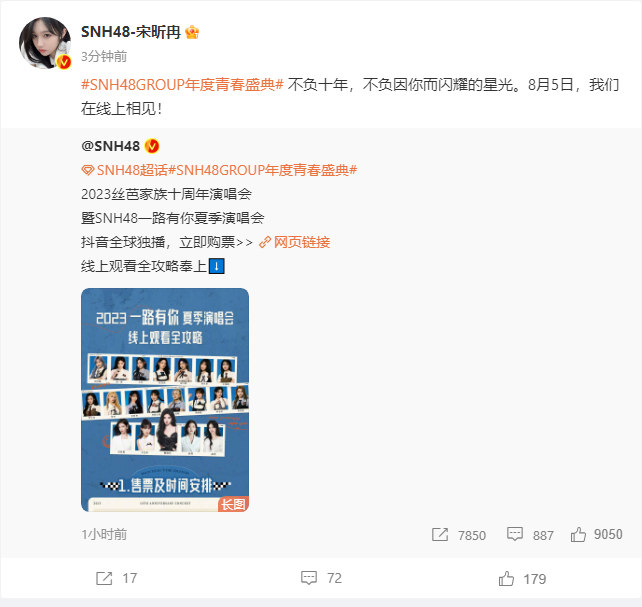 SNH48-宋昕冉
3分钟前
#SNH48GROUP年度青春盛典# 不负十年，不负因你而闪耀的星光。8月5日，我们
在线上相见！
@SNH48
SNH48超话#SNH48GROUP年度青春盛典#
2023丝芭家族十周年演唱会
暨SNH48一路有你夏季演唱会
抖音全球独播，立即购票>> 网页链接
线上观看全攻略奉上⬇️
2023 一路有你 夏季演唱会
线上观看全攻略
1.售票及时间安排
长图
1小时前 7850 887 9050
17 72 179